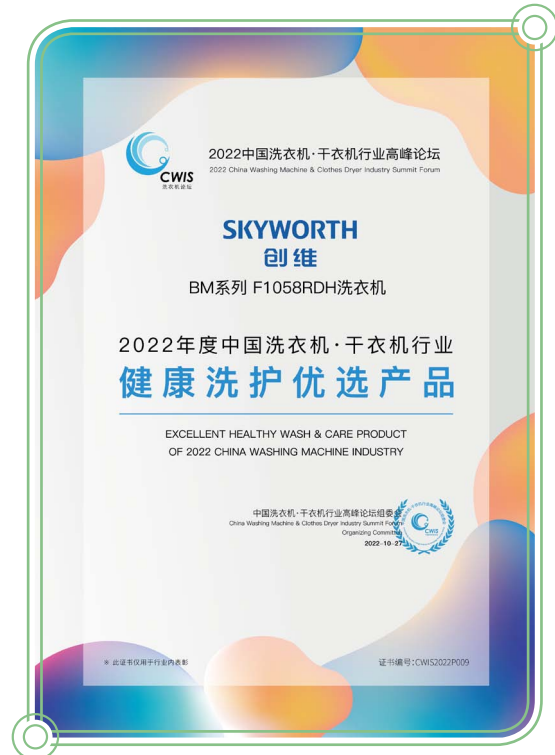 CWIS
洗衣机论坛
2022中国洗衣机·干衣机行业高峰论坛
2022 China Washing Machine & Clothes Dryer Industry Summit Forum
SKYWORTH
创维
BM系列 F1058RDH洗衣机
2022年度中国洗衣机·干衣机行业
健康洗护优选产品
EXCELLENT HEALTHY WASH & CARE PRODUCT
OF 2022 CHINA WASHING MACHINE INDUSTRY
中国洗衣机·干衣机行业高峰论坛组委会
China Washing Machine & Clothes Dryer Industry Summit Forum
Organizing Committee
2022-10-27
CWIS
※ 此证书仅用于行业内表彰
证书编号:CWIS2022P009